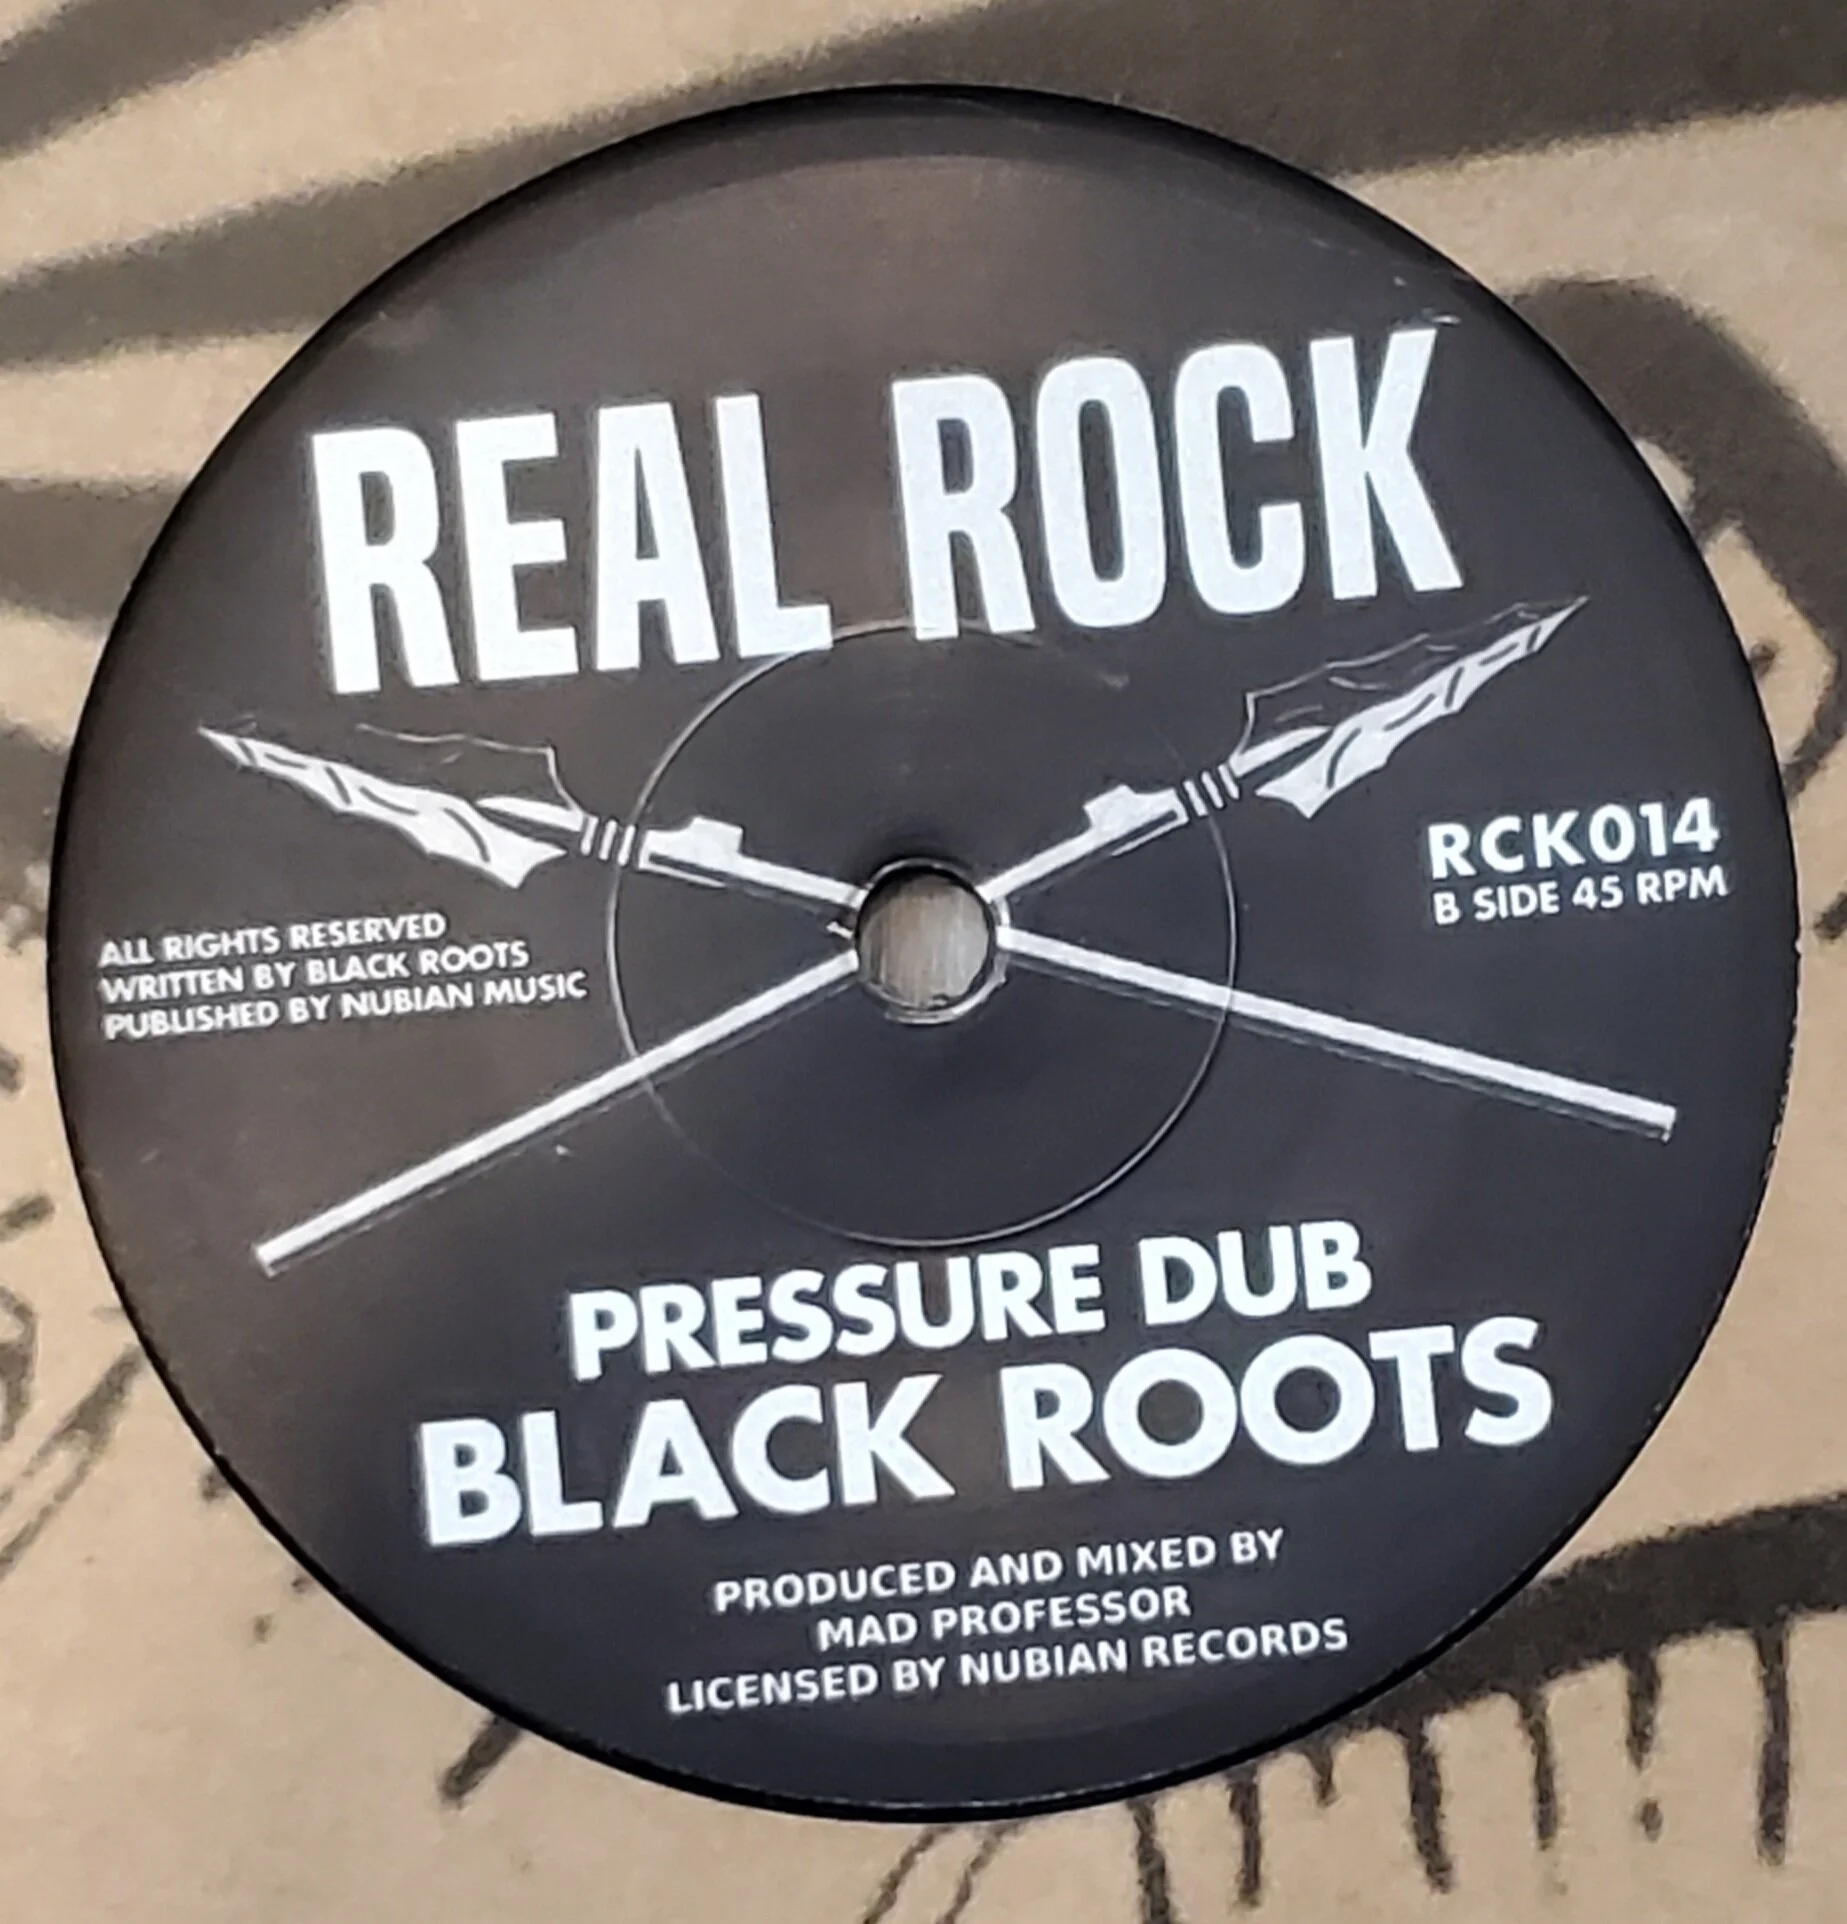 REAL ROCK
ALL RIGHTS RESERVED
WRITTEN BY BLACK ROOTS
PUBLISHED BY NUBIAN MUSIC
RCK014
B SIDE 45 RPM
PRESSURE DUB
BLACK ROOTS
PRODUCED AND MIXED BY
MAD PROFESSOR
LICENSED BY NUBIAN RECORDS